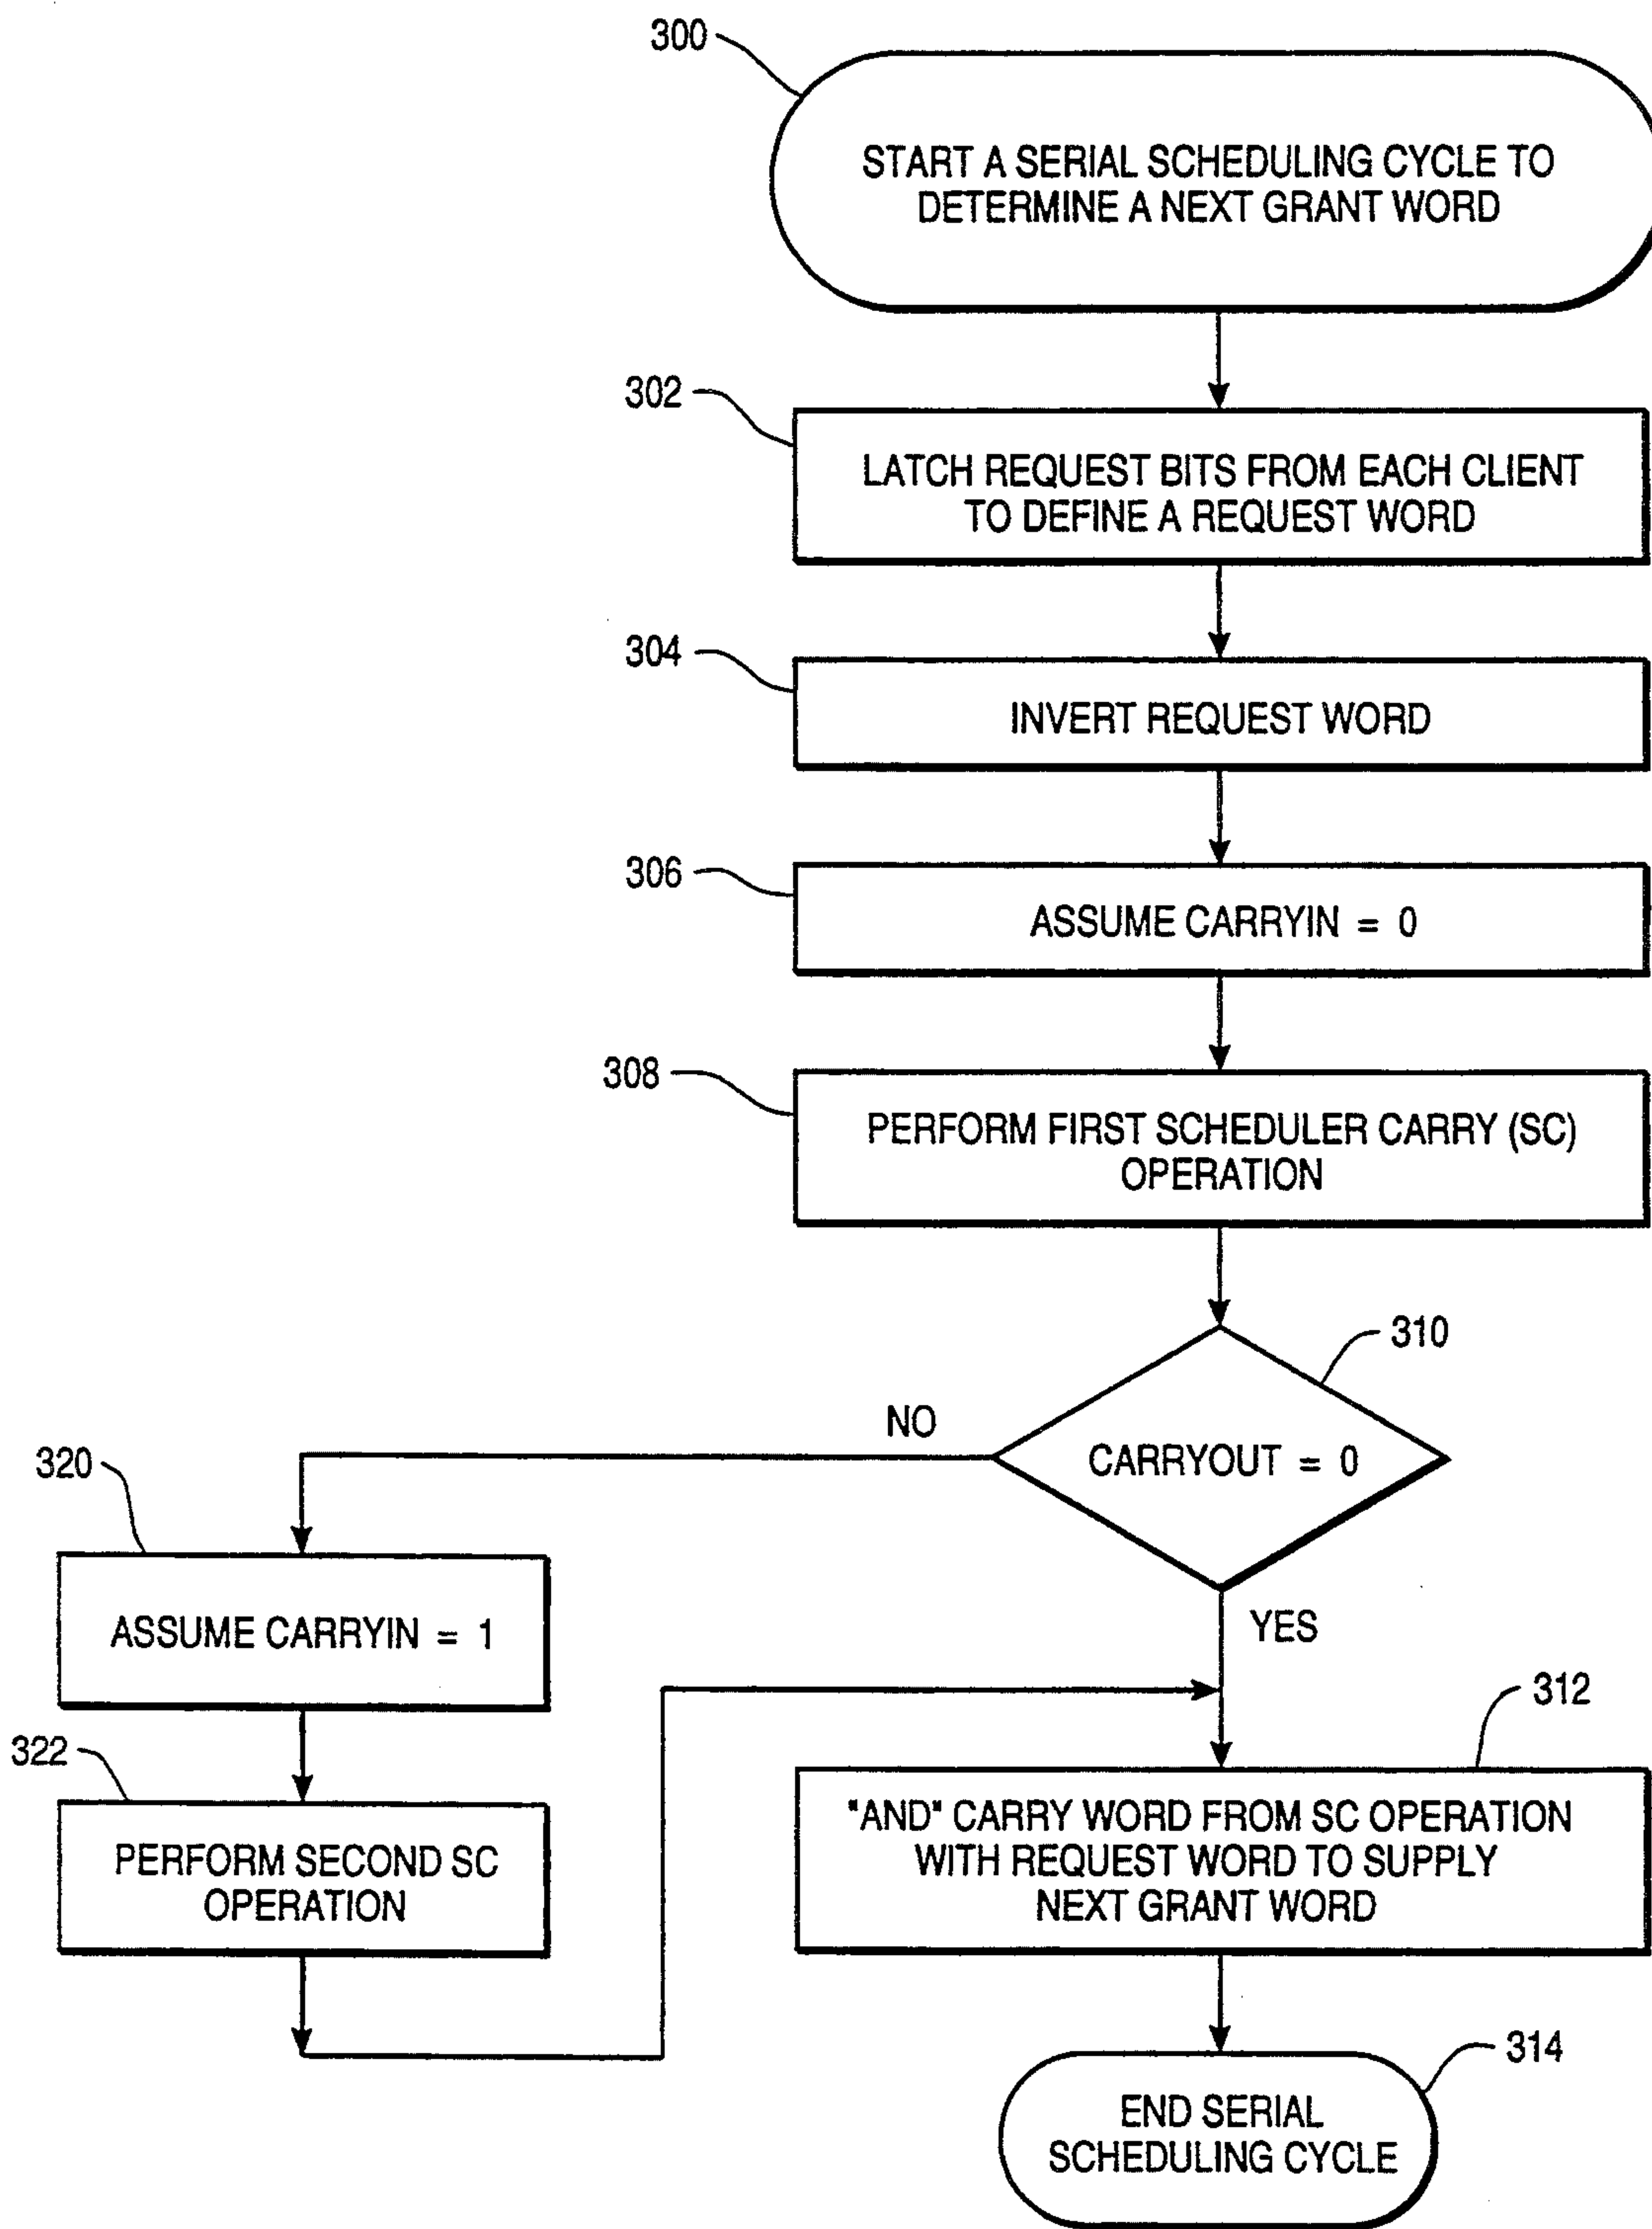 300
START A SERIAL SCHEDULING CYCLE TO
DETERMINE A NEXT GRANT WORD
302
LATCH REQUEST BITS FROM EACH CLIENT
TO DEFINE A REQUEST WORD
304
INVERT REQUEST WORD
306
ASSUME CARRYIN = 0
308
PERFORM FIRST SCHEDULER CARRY (SC)
OPERATION
310
CARRYOUT = 0
NO
YES
320
ASSUME CARRYIN = 1
322
PERFORM SECOND SC
OPERATION
312
"AND" CARRY WORD FROM SC OPERATION
WITH REQUEST WORD TO SUPPLY
NEXT GRANT WORD
314
END SERIAL
SCHEDULING CYCLE